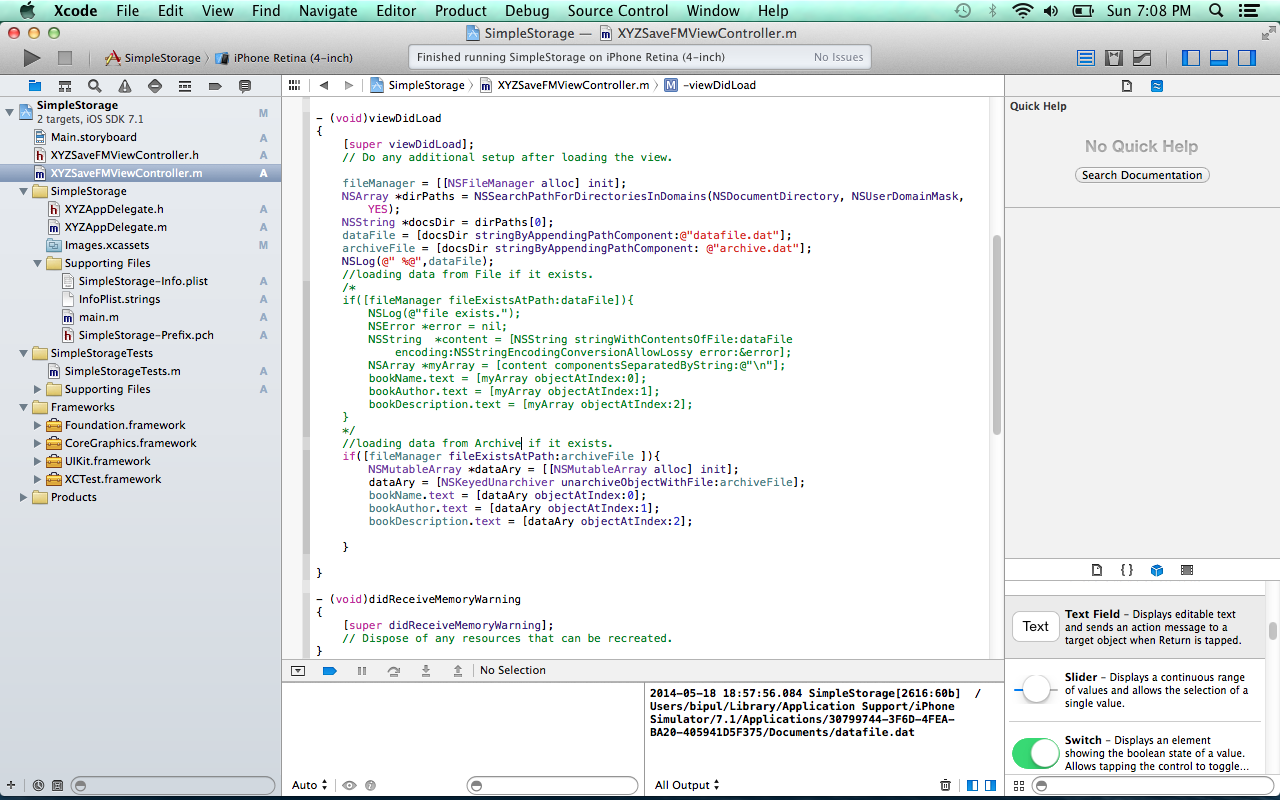 Xcode File Edit View Find Navigate Editor Product Debug Source Control Window Help Sun 7:08 PM
SimpleStorage — XYZSaveFMViewController.m
SimpleStorage iPhone Retina (4-inch) Finished running SimpleStorage on iPhone Retina (4-inch) No Issues
SimpleStorage XYZSaveFMViewController.m -viewDidLoad
SimpleStorage M
2 targets, iOS SDK 7.1
Main.storyboard A
XYZSaveFMViewController.h A
XYZSaveFMViewController.m A
SimpleStorage
XYZAppDelegate.h A
XYZAppDelegate.m A
Images.xcassets M
Supporting Files
SimpleStorage-Info.plist A
InfoPlist.strings A
main.m A
SimpleStorage-Prefix.pch A
SimpleStorageTests
SimpleStorageTests.m A
Supporting Files A
Frameworks
Foundation.framework
CoreGraphics.framework
UIKit.framework
XCTest.framework
Products
- (void)viewDidLoad
{
[super viewDidLoad];
// Do any additional setup after loading the view.
fileManager = [[NSFileManager alloc] init];
NSArray *dirPaths = NSSearchPathForDirectoriesInDomains(NSDocumentDirectory, NSUserDomainMask,
YES);
NSString *docsDir = dirPaths[0];
dataFile = [docsDir stringByAppendingPathComponent:@"datafile.dat"];
archiveFile = [docsDir stringByAppendingPathComponent: @"archive.dat"];
NSLog(@" %@",dataFile);
//loading data from File if it exists.
/*
if([fileManager fileExistsAtPath:dataFile]){
NSLog(@"file exists.");
NSError *error = nil;
NSString  *content = [NSString stringWithContentsOfFile:dataFile
encoding:NSStringEncodingConversionAllowLossy error:&error];
NSArray *myArray = [content componentsSeparatedByString:@"\n"];
bookName.text = [myArray objectAtIndex:0];
bookAuthor.text = [myArray objectAtIndex:1];
bookDescription.text = [myArray objectAtIndex:2];
}
*/
//loading data from Archive if it exists.
if([fileManager fileExistsAtPath:archiveFile ]){
NSMutableArray *dataAry = [[NSMutableArray alloc] init];
dataAry = [NSKeyedUnarchiver unarchiveObjectWithFile:archiveFile];
bookName.text = [dataAry objectAtIndex:0];
bookAuthor.text = [dataAry objectAtIndex:1];
bookDescription.text = [dataAry objectAtIndex:2];
}
}
- (void)didReceiveMemoryWarning
{
[super didReceiveMemoryWarning];
// Dispose of any resources that can be recreated.
}
No Selection
2014-05-18 18:57:56.084 SimpleStorage[2616:60b]  /
Users/bipul/Library/Application Support/iPhone
Simulator/7.1/Applications/30799744-3F6D-4FEA-
BA20-405941D5F375/Documents/datafile.dat
Auto
All Output
Quick Help
No Quick Help
Search Documentation
{ }
Text
Text Field - Displays editable text
and sends an action message to a
target object when Return is tapped.
Slider - Displays a continuous range
of values and allows the selection of a
single value.
Switch - Displays an element
showing the boolean state of a value.
Allows tapping the control to toggle...